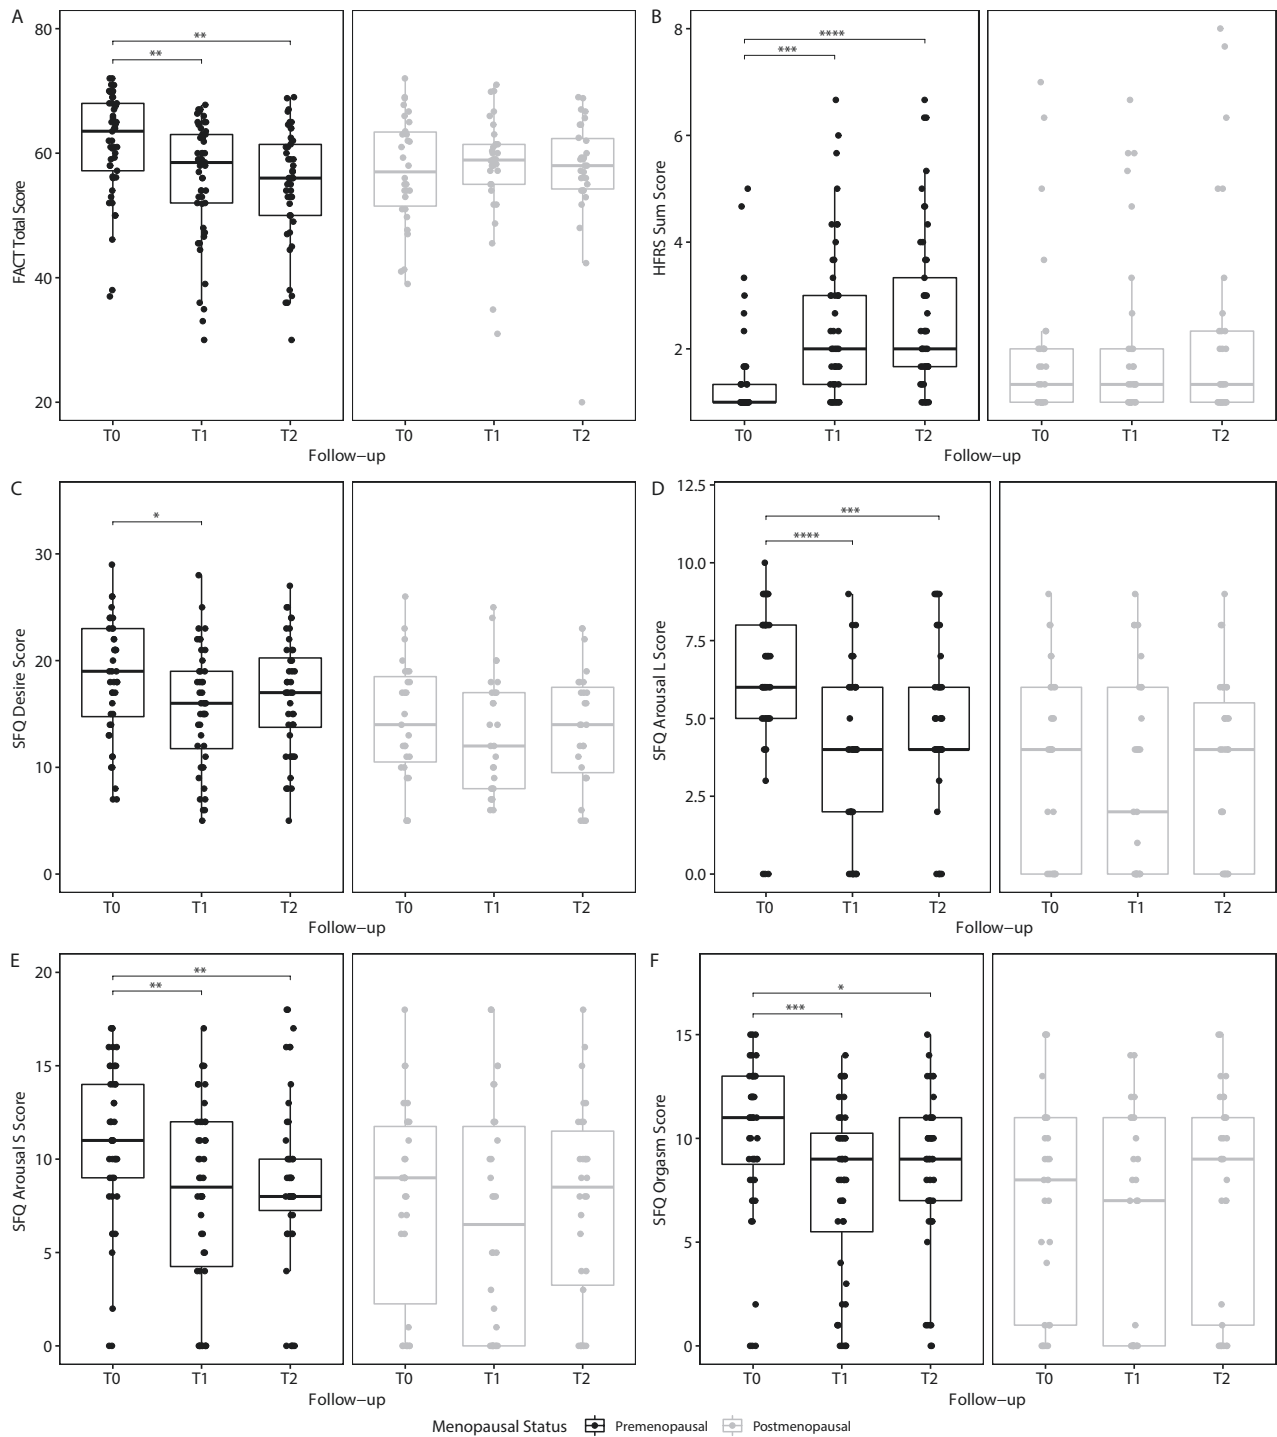 A
FACT Total Score
80
60
40
20
**
**
T0 T1 T2 T0 T1 T2
Follow–up
B
HFRS Sum Score
8
6
4
2
****
***
T0 T1 T2 T0 T1 T2
Follow–up
C
SFQ Desire Score
30
20
10
0
*
T0 T1 T2 T0 T1 T2
Follow–up
D
SFQ Arousal L Score
12.5
10.0
7.5
5.0
2.5
0.0
***
****
T0 T1 T2 T0 T1 T2
Follow–up
E
SFQ Arousal S Score
20
15
10
5
0
**
**
T0 T1 T2 T0 T1 T2
Follow–up
F
SFQ Orgasm Score
15
10
5
0
*
***
T0 T1 T2 T0 T1 T2
Follow–up
Menopausal Status Premenopausal Postmenopausal